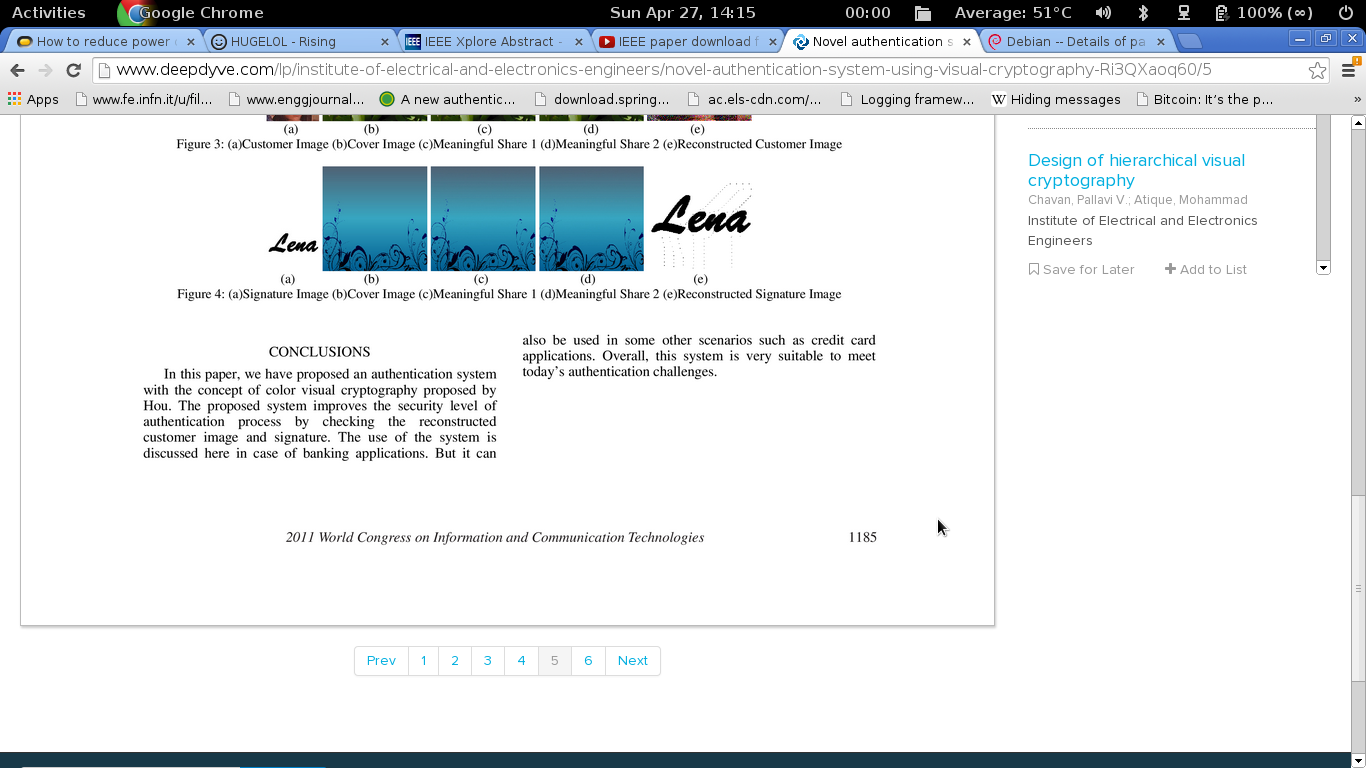 Activities Google Chrome Sun Apr 27, 14:15 00:00 Average: 51°C 100% (∞)
How to reduce power HUGELOL - Rising IEEE Xplore Abstract - IEEE paper download f Novel authentication s Debian -- Details of pa
www.deepdyve.com/lp/institute-of-electrical-and-electronics-engineers/novel-authentication-system-using-visual-cryptography-Ri3QXaoq60/5
Apps www.fe.infn.it/u/fil... www.enggjournal... A new authentic... download.spring... ac.els-cdn.com/... Logging framew... W Hiding messages Bitcoin: It's the p... »
(a) (b) (c) (d) (e)
Figure 3: (a)Customer Image (b)Cover Image (c)Meaningful Share 1 (d)Meaningful Share 2 (e)Reconstructed Customer Image
Lena Lena
(a) (b) (c) (d) (e)
Figure 4: (a)Signature Image (b)Cover Image (c)Meaningful Share 1 (d)Meaningful Share 2 (e)Reconstructed Signature Image
CONCLUSIONS
In this paper, we have proposed an authentication system
with the concept of color visual cryptography proposed by
Hou. The proposed system improves the security level of
authentication process by checking the reconstructed
customer image and signature. The use of the system is
discussed here in case of banking applications. But it can
also be used in some other scenarios such as credit card
applications. Overall, this system is very suitable to meet
today's authentication challenges.
2011 World Congress on Information and Communication Technologies 1185
Prev 1 2 3 4 5 6 Next
Design of hierarchical visual
cryptography
Chavan, Pallavi V.; Atique, Mohammad
Institute of Electrical and Electronics
Engineers
Save for Later Add to List